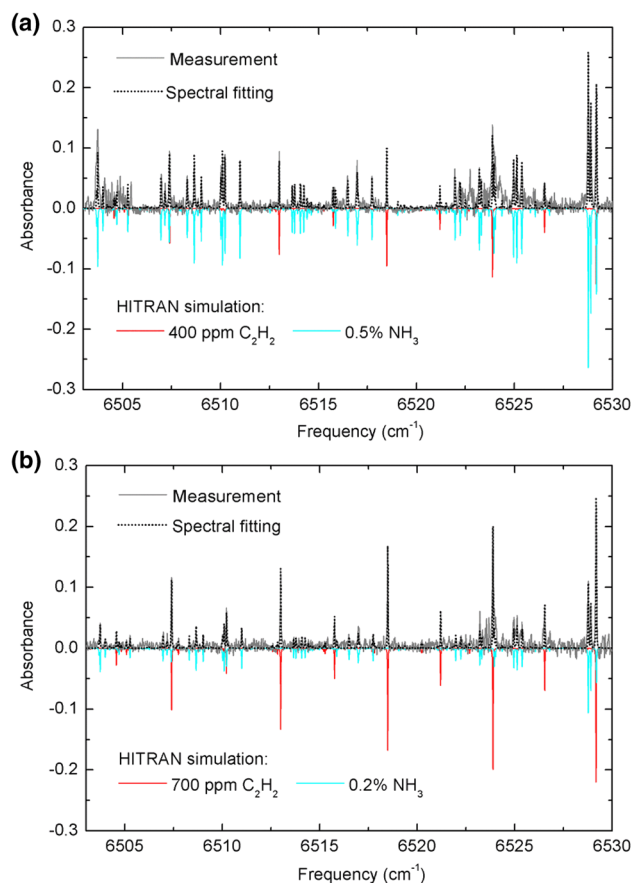 (a)
0.3
0.2
0.1
0.0
-0.1
-0.2
-0.3
Absorbance
Measurement
Spectral fitting
HITRAN simulation:
400 ppm C₂H₂
0.5% NH₃
6505
6510
6515
6520
6525
6530
Frequency (cm⁻¹)
(b)
0.3
0.2
0.1
0.0
-0.1
-0.2
-0.3
Absorbance
Measurement
Spectral fitting
HITRAN simulation:
700 ppm C₂H₂
0.2% NH₃
6505
6510
6515
6520
6525
6530
Frequency (cm⁻¹)